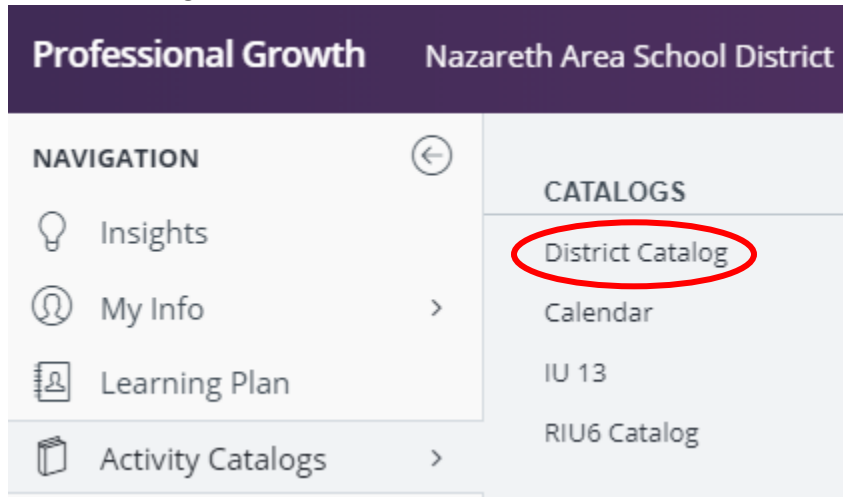 Professional Growth Nazareth Area School District
NAVIGATION
Insights
My Info
Learning Plan
Activity Catalogs
CATALOGS
District Catalog
Calendar
IU 13
RIU6 Catalog